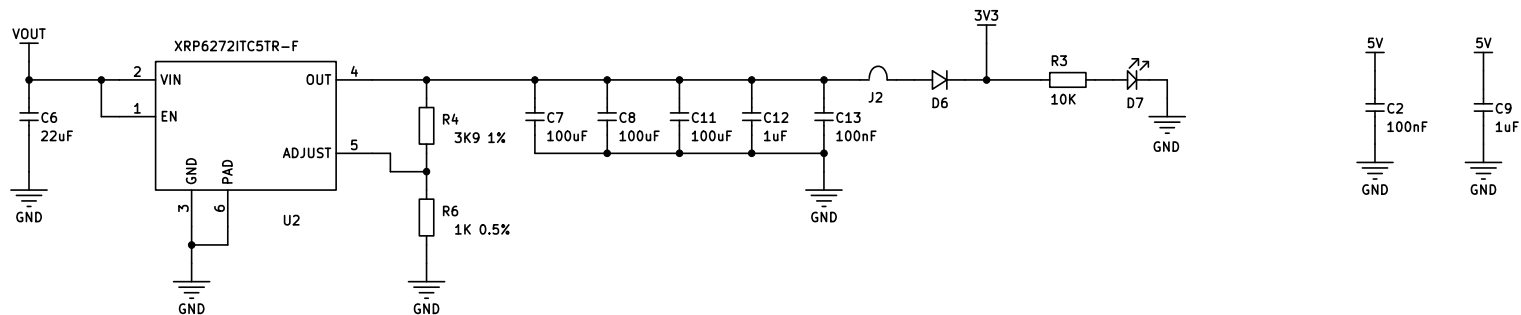 VOUT
XRP6272ITC5TR-F
3V3
5V
5V
2
VIN
OUT
4
R3
10K
J2
D6
D7
1
EN
C6
22uF
R4
3K9 1%
C7
100uF
C8
100uF
C11
100uF
C12
1uF
C13
100nF
C2
100nF
C9
1uF
GND
ADJUST
5
GND
PAD
3
6
U2
R6
1K 0.5%
GND
GND
GND
GND
GND
GND